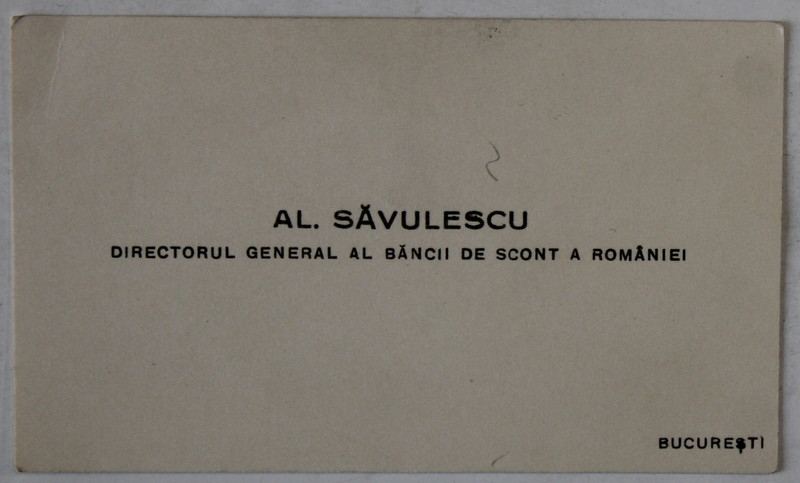 AL. SĂVULESCU
DIRECTORUL GENERAL AL BĂNCII DE SCONT A ROMÂNIEI
BUCUREȘTI